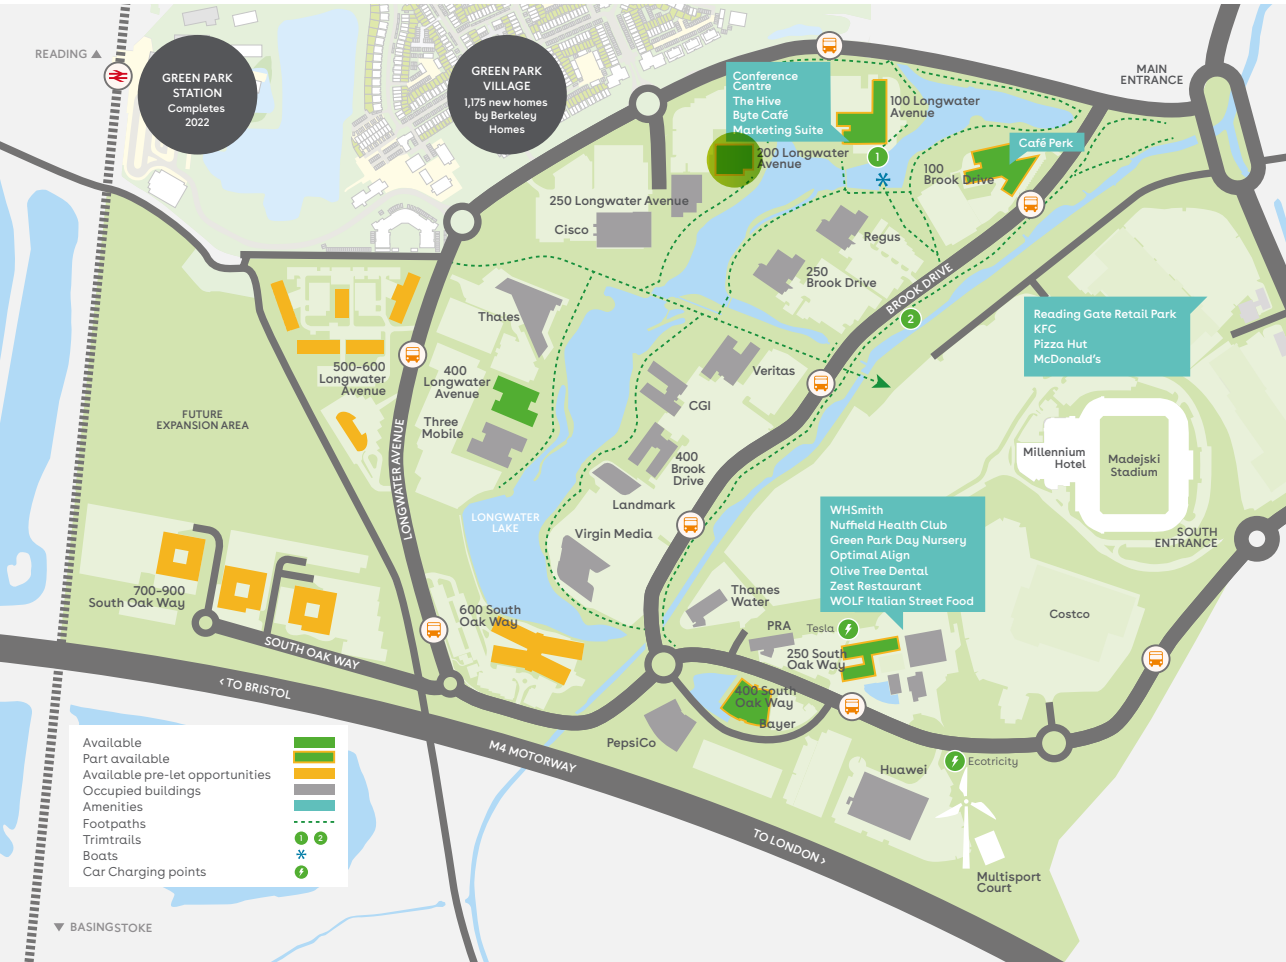 READING
GREEN PARK
STATION
Completes
2022
GREEN PARK
VILLAGE
1,175 new homes
by Berkeley
Homes
MAIN
ENTRANCE
Conference
Centre
The Hive
Byte Café
Marketing Suite
100 Longwater
Avenue
200 Longwater
Avenue
1
Café Perk
100
Brook Drive
250 Longwater Avenue
Cisco
Regus
250
Brook Drive
BROOK DRIVE
2
Reading Gate Retail Park
KFC
Pizza Hut
McDonald's
Thales
500-600
Longwater
Avenue
400
Longwater
Avenue
Three
Mobile
Veritas
CGI
400
Brook
Drive
Landmark
Virgin Media
FUTURE
EXPANSION AREA
LONGWATER AVENUE
LONGWATER
LAKE
Millennium
Hotel
Madejski
Stadium
SOUTH
ENTRANCE
WHSmith
Nuffield Health Club
Green Park Day Nursery
Optimal Align
Olive Tree Dental
Zest Restaurant
WOLF Italian Street Food
700-900
South Oak Way
600 South
Oak Way
Thames
Water
PRA
Tesla
250 South
Oak Way
Costco
SOUTH OAK WAY
‹ TO BRISTOL
400 South
Oak Way
Bayer
PepsiCo
M4 MOTORWAY
Huawei
Ecotricity
TO LONDON ›
Multisport
Court
Available
Part available
Available pre-let opportunities
Occupied buildings
Amenities
Footpaths
Trimtrails
1 2
Boats
Car Charging points
BASINGSTOKE